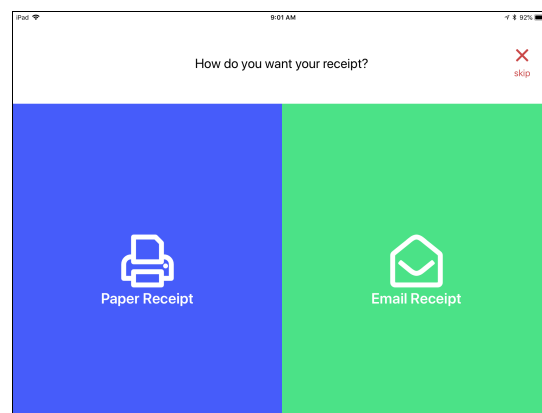 iPad 9:01 AM 92%
How do you want your receipt?
skip
Paper Receipt Email Receipt